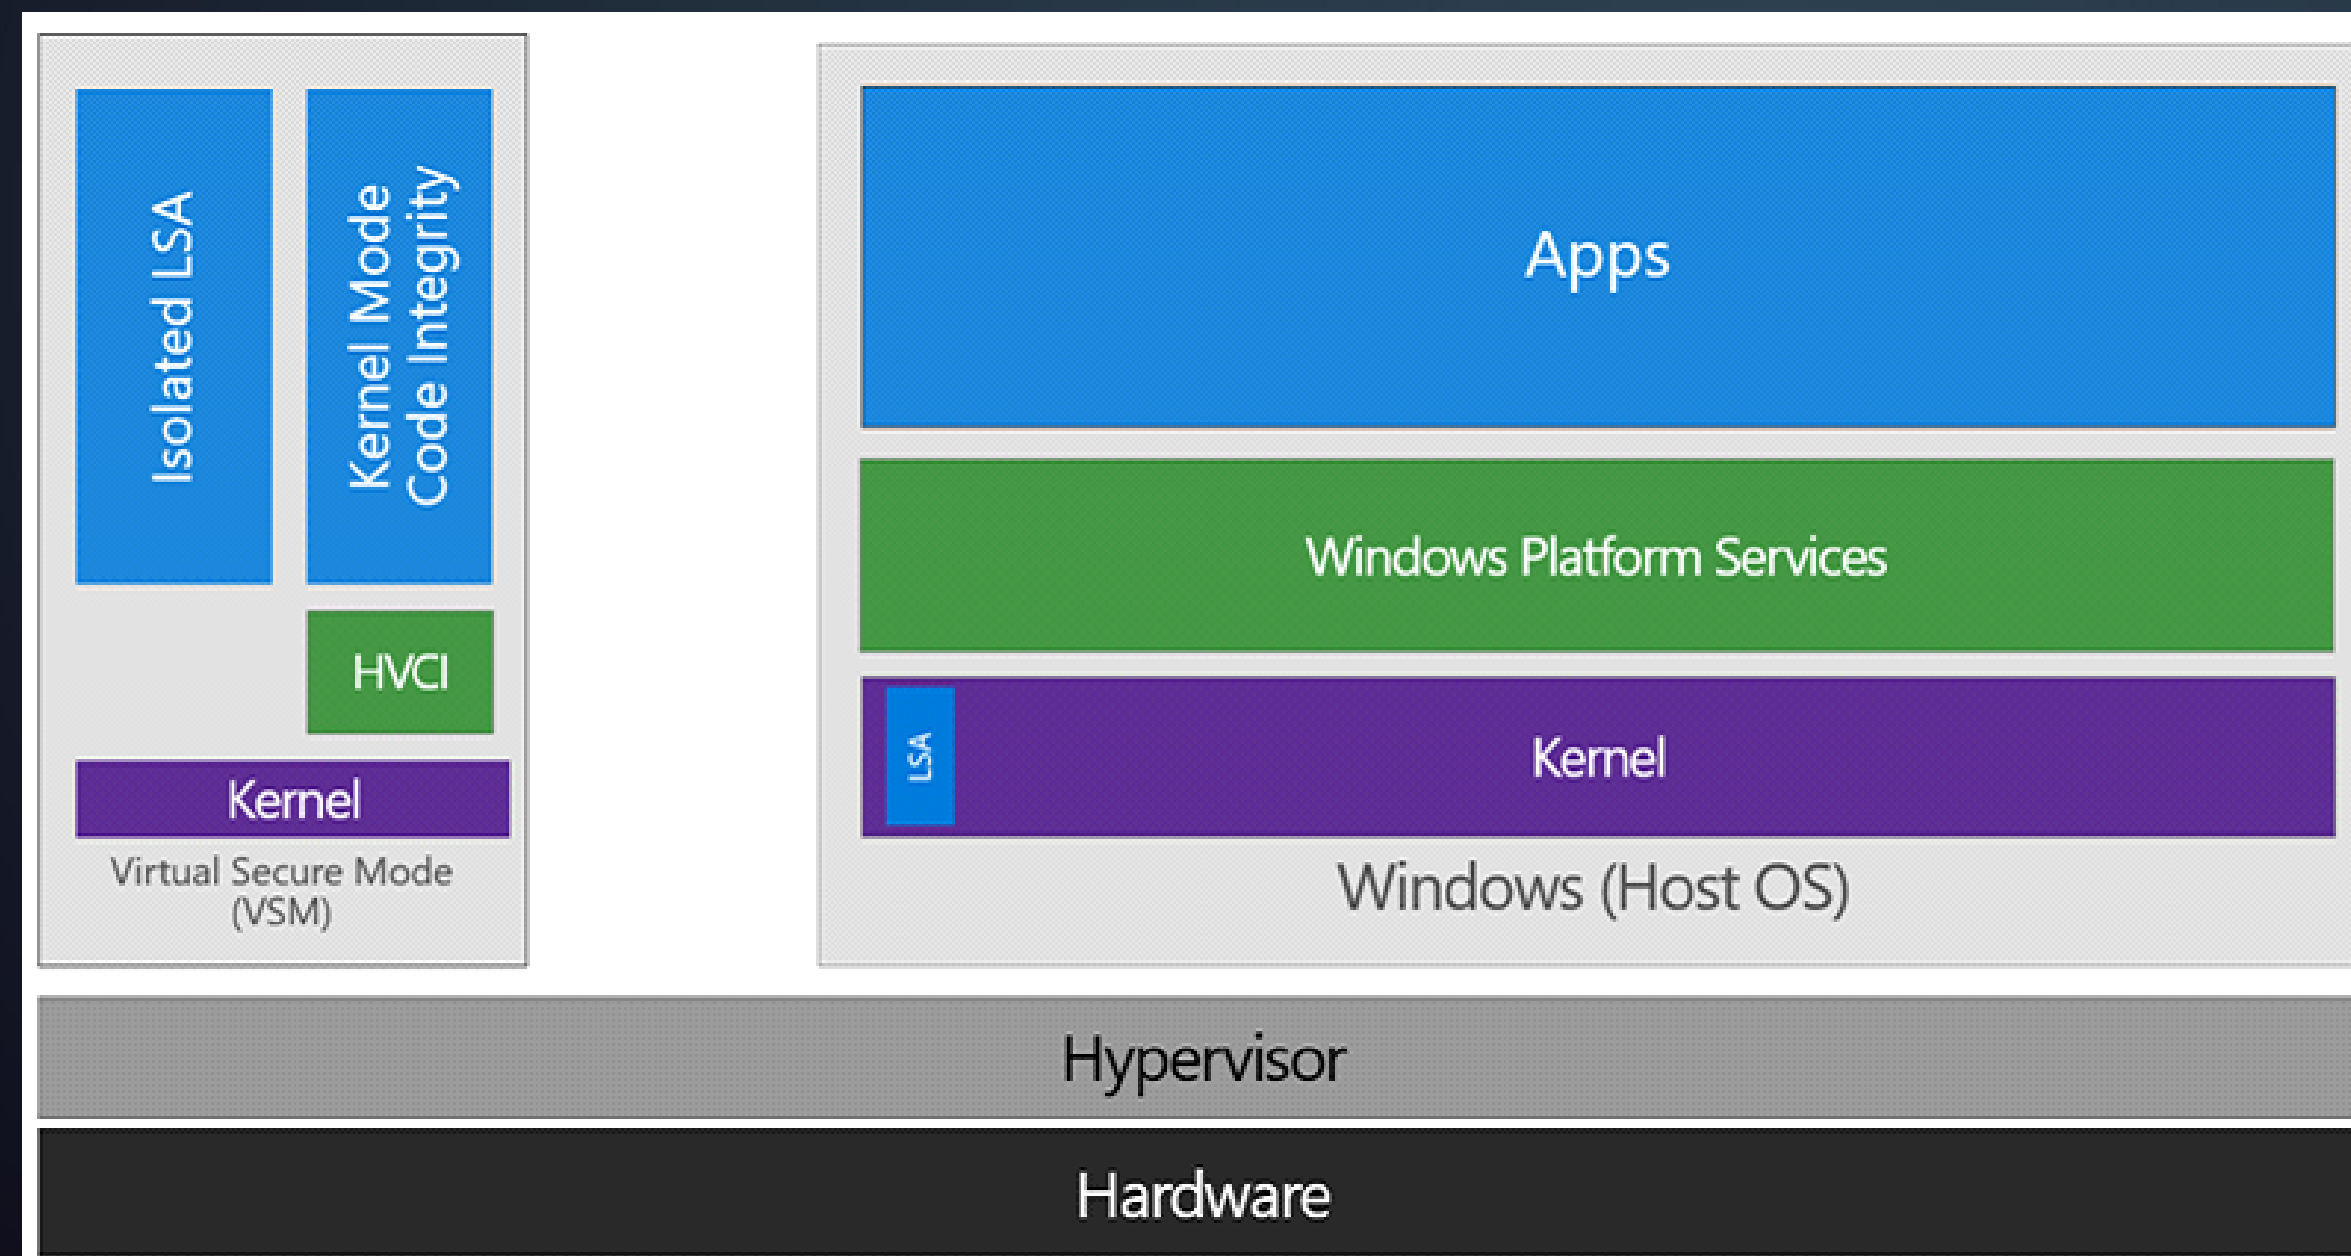 Isolated LSA
Kernel Mode
Code Integrity
HVCI
Kernel
Virtual Secure Mode
(VSM)
Apps
Windows Platform Services
LSA
Kernel
Windows (Host OS)
Hypervisor
Hardware